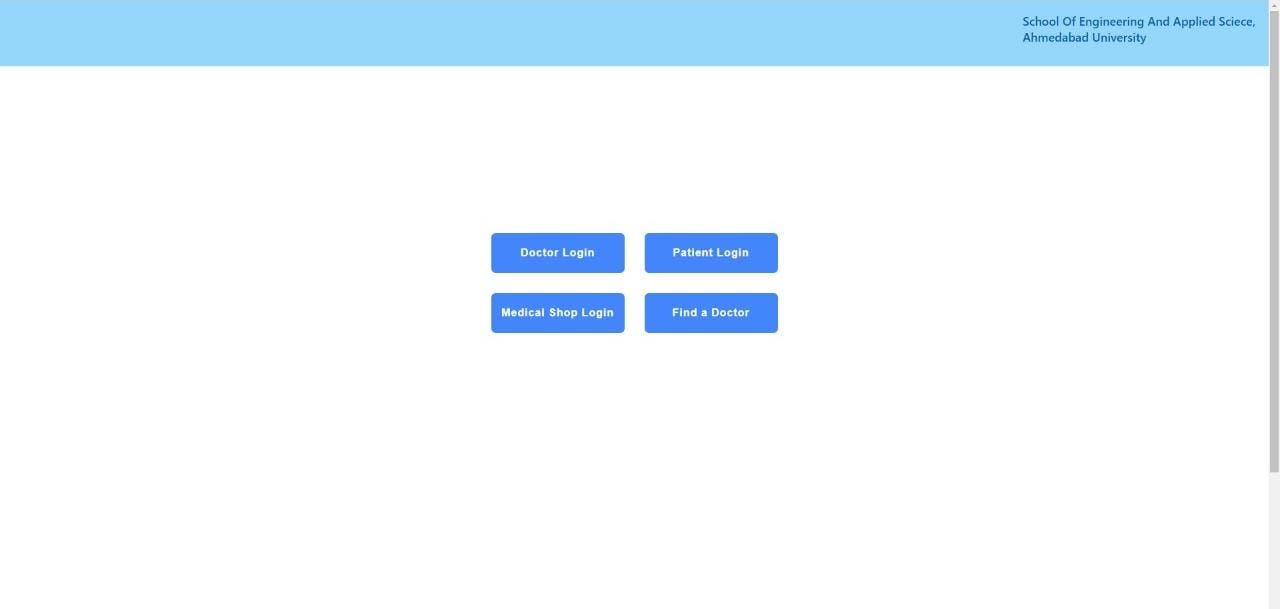 School Of Engineering And Applied Sciece,
Ahmedabad University
Doctor Login
Patient Login
Medical Shop Login
Find a Doctor